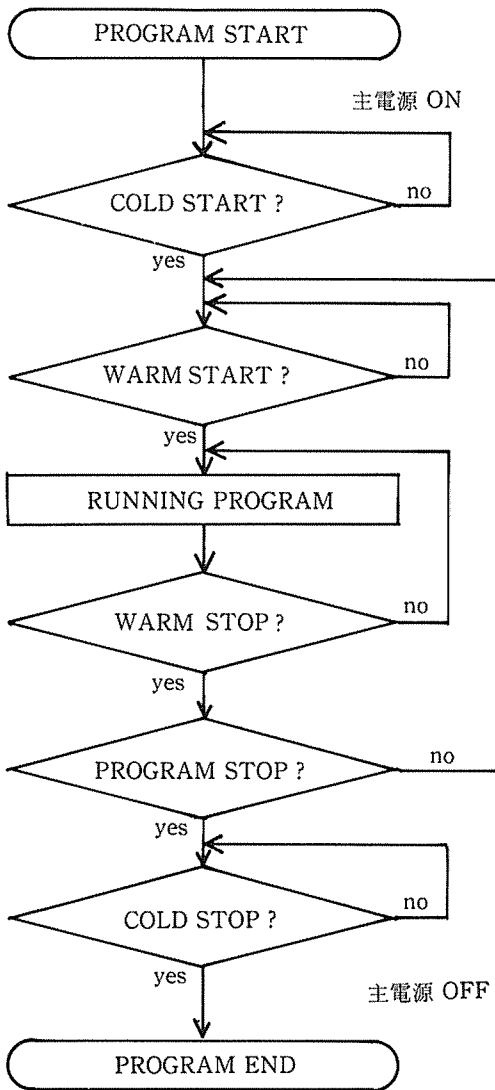 PROGRAM START
主電源 ON
COLD START ?
no
yes
WARM START ?
no
yes
RUNNING PROGRAM
WARM STOP ?
no
yes
PROGRAM STOP ?
no
yes
COLD STOP ?
no
yes
主電源 OFF
PROGRAM END